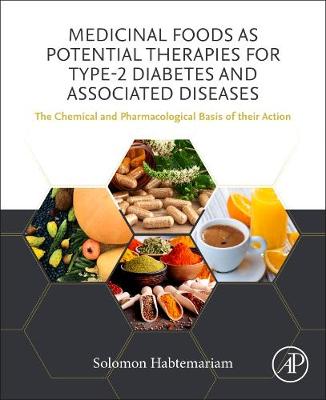 MEDICINAL FOODS AS
POTENTIAL THERAPIES FOR
TYPE-2 DIABETES AND
ASSOCIATED DISEASES
The Chemical and Pharmacological Basis of their Action
Solomon Habtemariam
AP